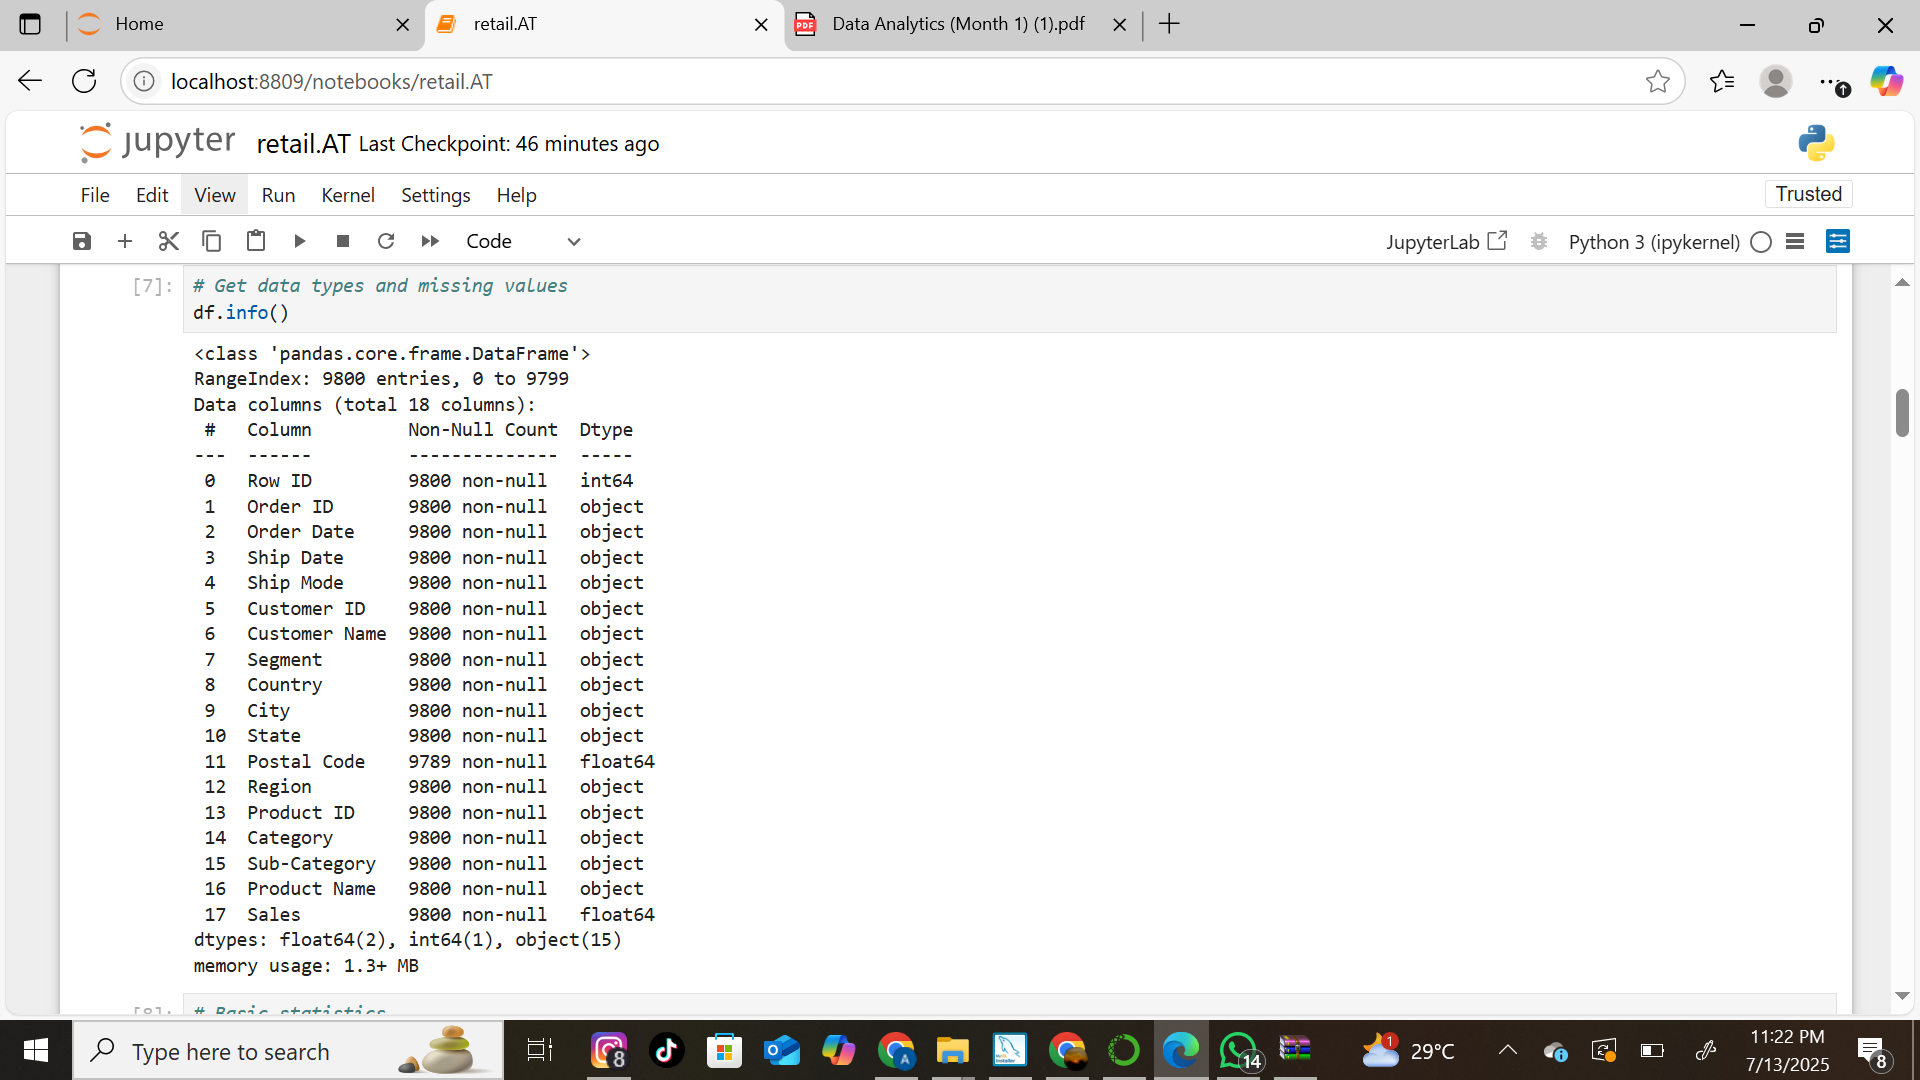 Home
retail.AT
PDF
Data Analytics (Month 1) (1).pdf
localhost:8809/notebooks/retail.AT
jupyter
retail.AT Last Checkpoint: 46 minutes ago
File Edit View Run Kernel Settings Help
Trusted
Code
JupyterLab
Python 3 (ipykernel)
[7]:
# Get data types and missing values
df.info()
<class 'pandas.core.frame.DataFrame'>
RangeIndex: 9800 entries, 0 to 9799
Data columns (total 18 columns):
 #   Column         Non-Null Count  Dtype
---  ------         --------------  -----
 0   Row ID         9800 non-null   int64
 1   Order ID       9800 non-null   object
 2   Order Date     9800 non-null   object
 3   Ship Date      9800 non-null   object
 4   Ship Mode      9800 non-null   object
 5   Customer ID    9800 non-null   object
 6   Customer Name  9800 non-null   object
 7   Segment        9800 non-null   object
 8   Country        9800 non-null   object
 9   City           9800 non-null   object
 10  State          9800 non-null   object
 11  Postal Code    9789 non-null   float64
 12  Region         9800 non-null   object
 13  Product ID     9800 non-null   object
 14  Category       9800 non-null   object
 15  Sub-Category   9800 non-null   object
 16  Product Name   9800 non-null   object
 17  Sales          9800 non-null   float64
dtypes: float64(2), int64(1), object(15)
memory usage: 1.3+ MB
[8]:
# Basic statistics
Type here to search
8
A
14
1
29°C
11:22 PM
7/13/2025
8